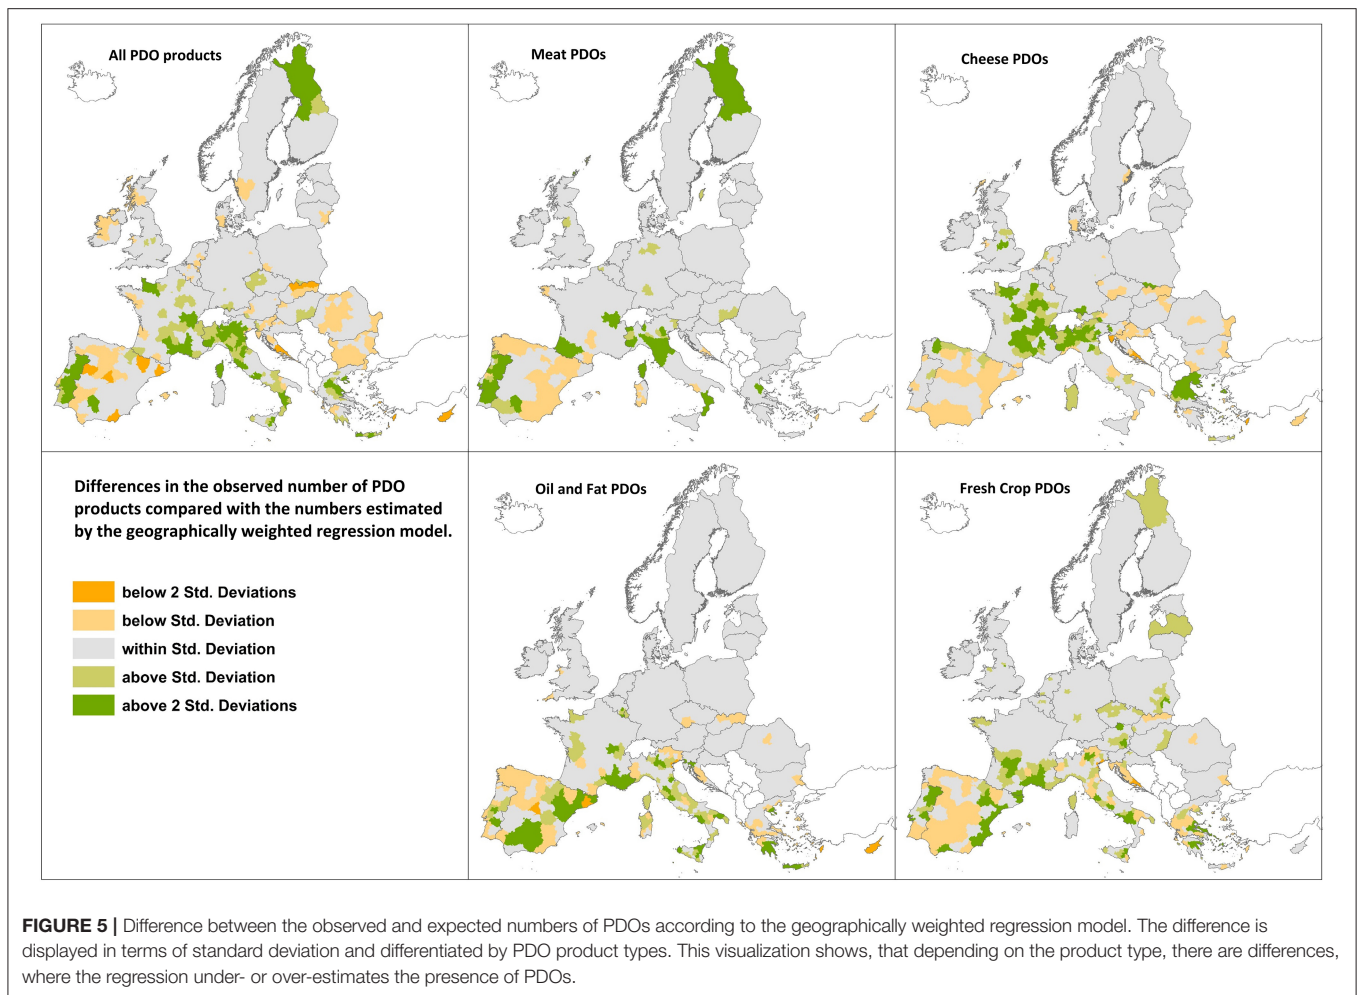 All PDO products
Meat PDOs
Cheese PDOs
Differences in the observed number of PDO
products compared with the numbers estimated
by the geographically weighted regression model.
below 2 Std. Deviations
below Std. Deviation
within Std. Deviation
above Std. Deviation
above 2 Std. Deviations
Oil and Fat PDOs
Fresh Crop PDOs
FIGURE 5 | Difference between the observed and expected numbers of PDOs according to the geographically weighted regression model. The difference is
displayed in terms of standard deviation and differentiated by PDO product types. This visualization shows, that depending on the product type, there are differences,
where the regression under- or over-estimates the presence of PDOs.